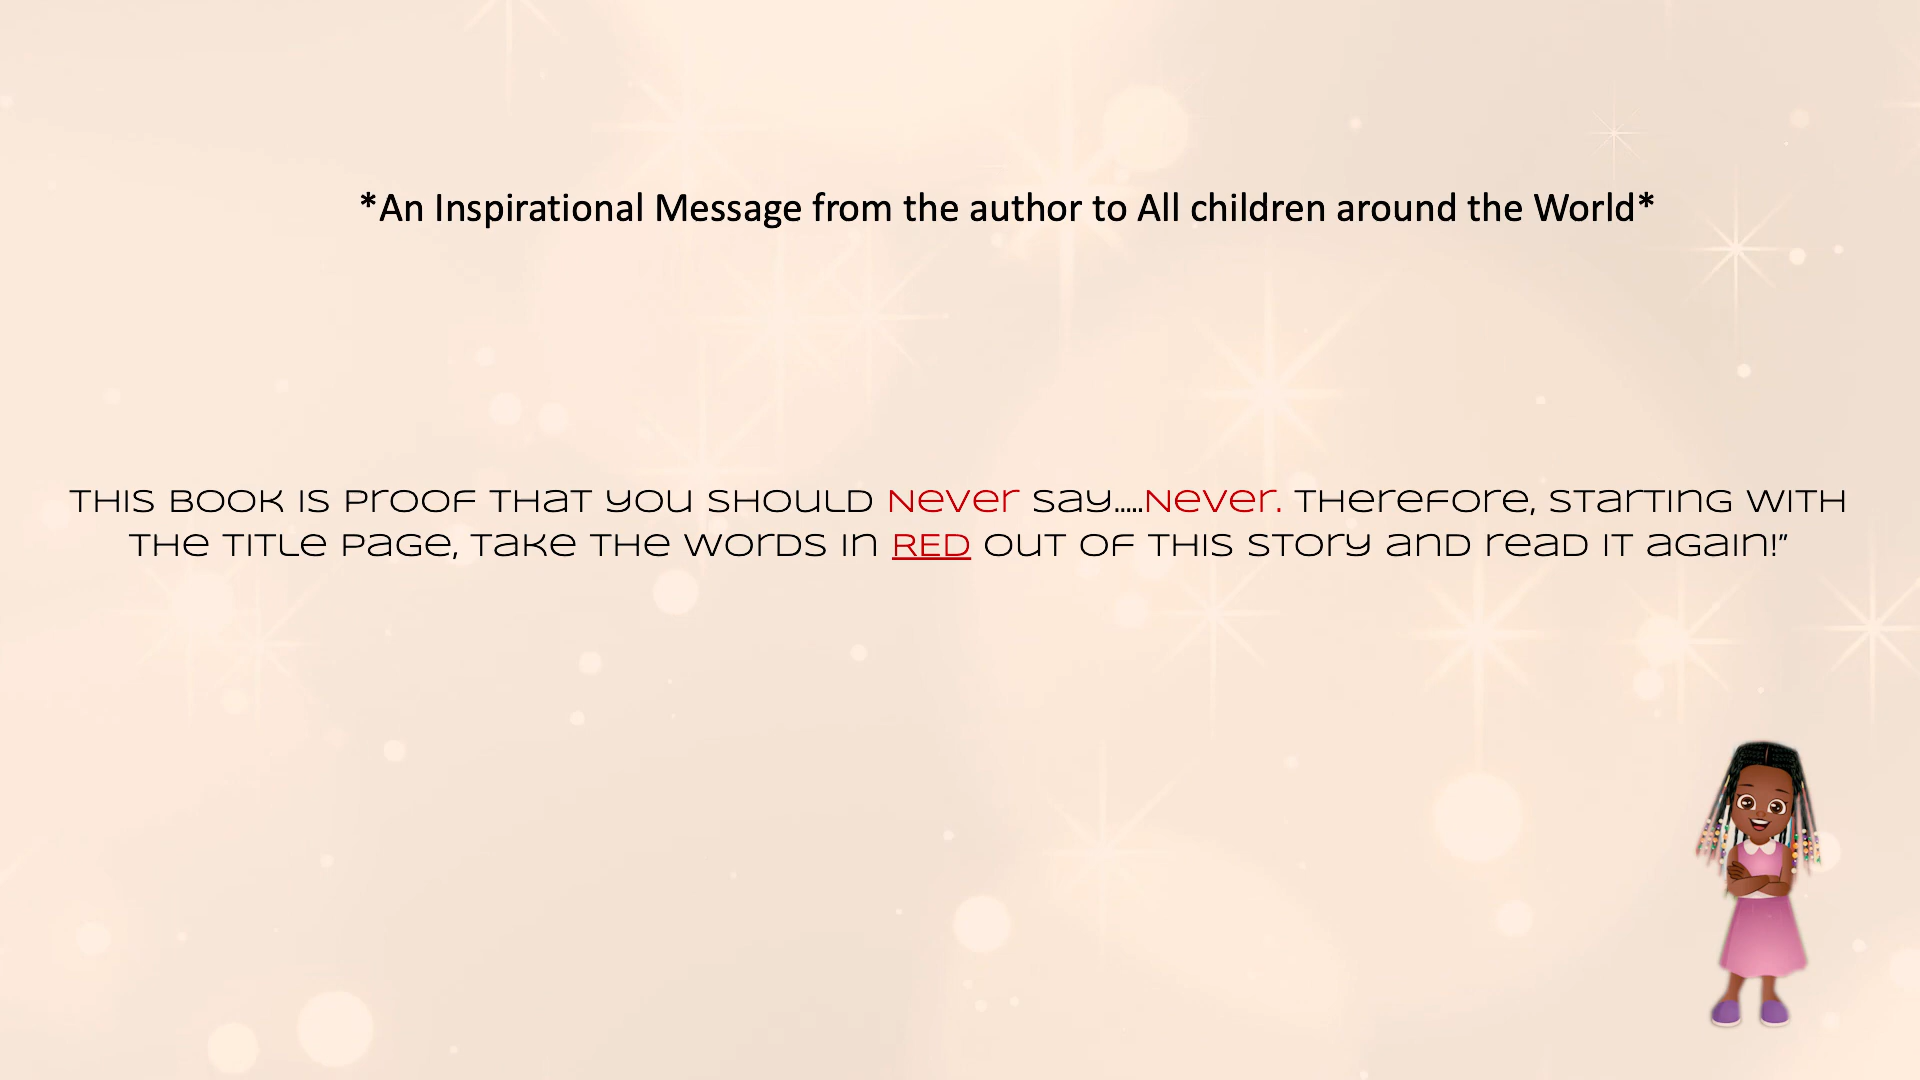 *An Inspirational Message from the author to All children around the World*
THIS BOOK IS PROOF THAT YOU SHOULD Never say.....Never. Therefore, starting with
the title page, take the words in RED out of this story and read it again!”